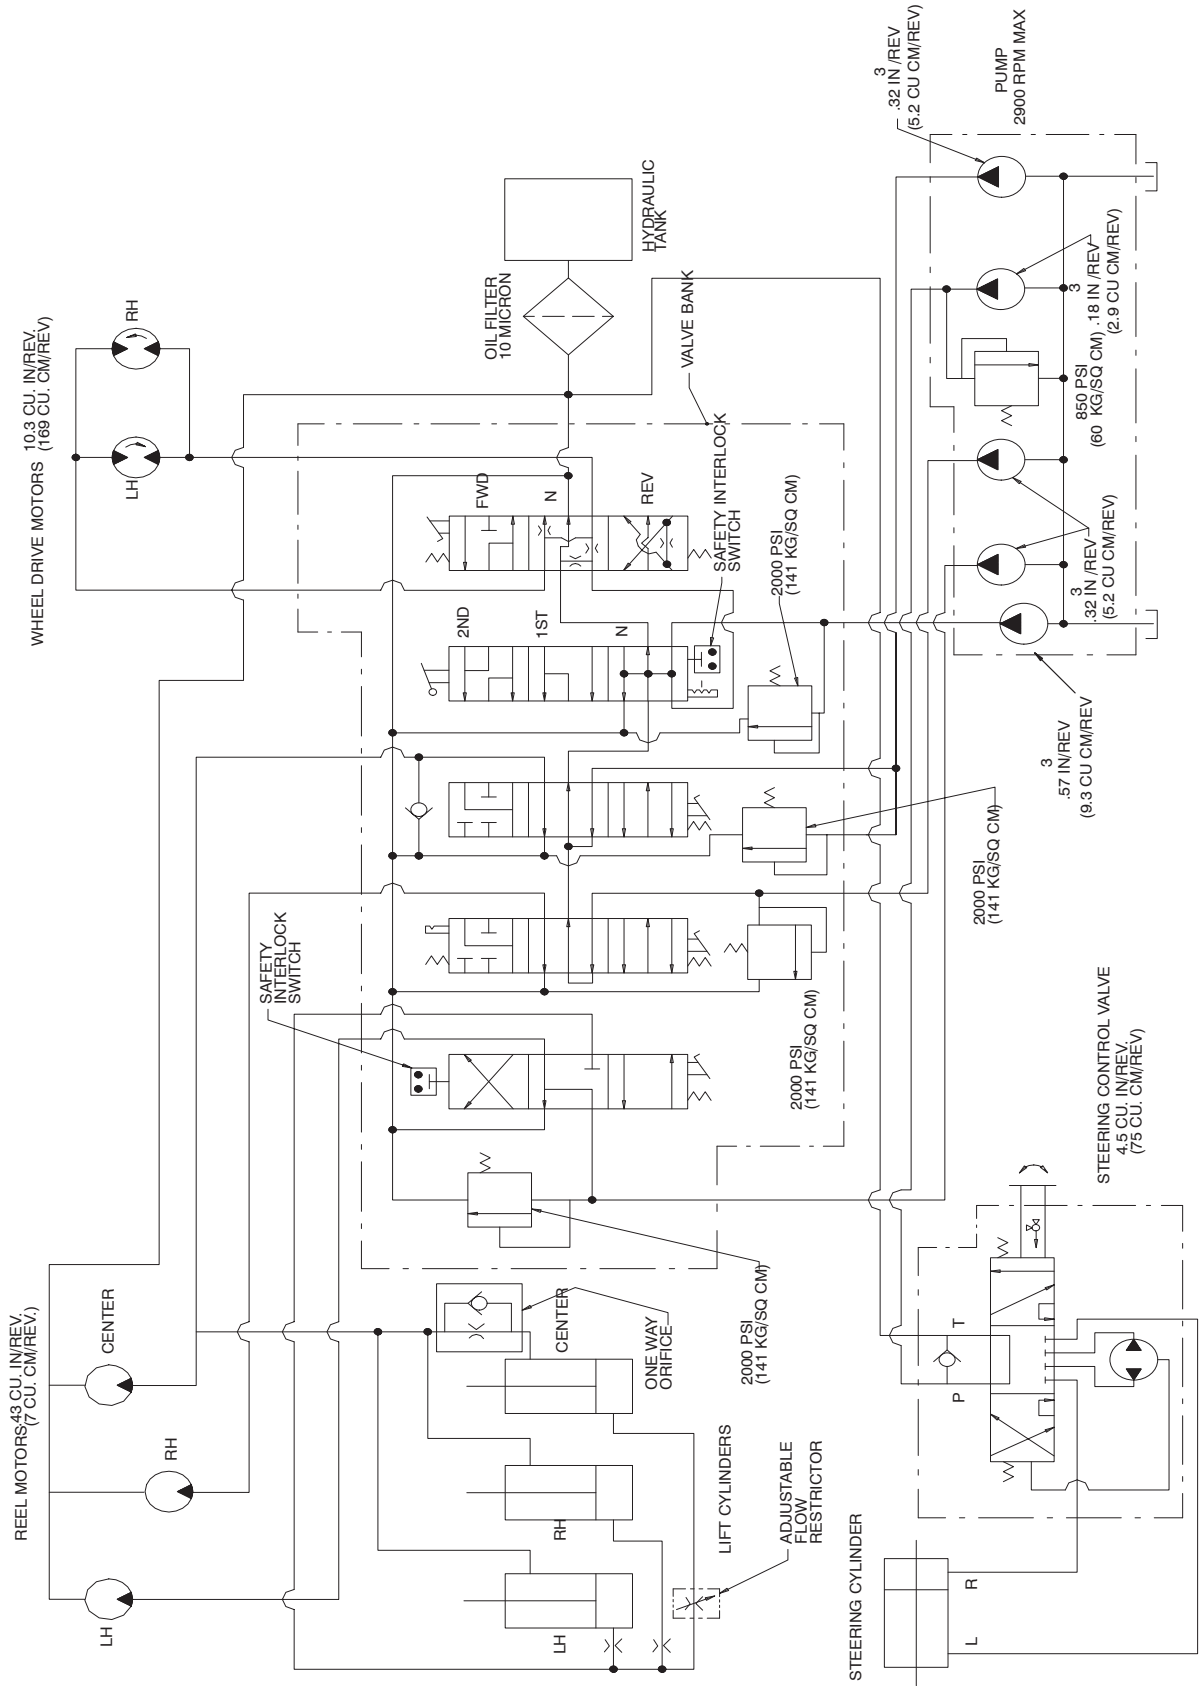 WHEEL DRIVE MOTORS
10.3 CU. IN/REV.
(169 CU. CM/REV)
LH
RH
OIL FILTER
10 MICRON
HYDRAULIC
TANK
VALVE BANK
SAFETY INTERLOCK
SWITCH
FWD
N
REV
2ND
1ST
N
2000 PSI
(141 KG/SQ CM)
SAFETY
INTERLOCK
SWITCH
2000 PSI
(141 KG/SQ CM)
2000 PSI
(141 KG/SQ CM)
2000 PSI
(141 KG/SQ CM)
3
.32 IN /REV
(5.2 CU CM/REV)
PUMP
2900 RPM MAX
3
.18 IN /REV
(2.9 CU CM/REV)
850 PSI
(60 KG/SQ CM)
3
.32 IN /REV
(5.2 CU CM/REV)
3
.57 IN/REV
(9.3 CU CM/REV)
REEL MOTORS
.43 CU. IN/REV.
(7 CU. CM/REV.)
LH
RH
CENTER
ONE WAY
ORIFICE
LH
RH
CENTER
LIFT CYLINDERS
ADJUSTABLE
FLOW
RESTRICTOR
STEERING CONTROL VALVE
4.5 CU. IN/REV.
(75 CU. CM/REV)
P
T
STEERING CYLINDER
L
R